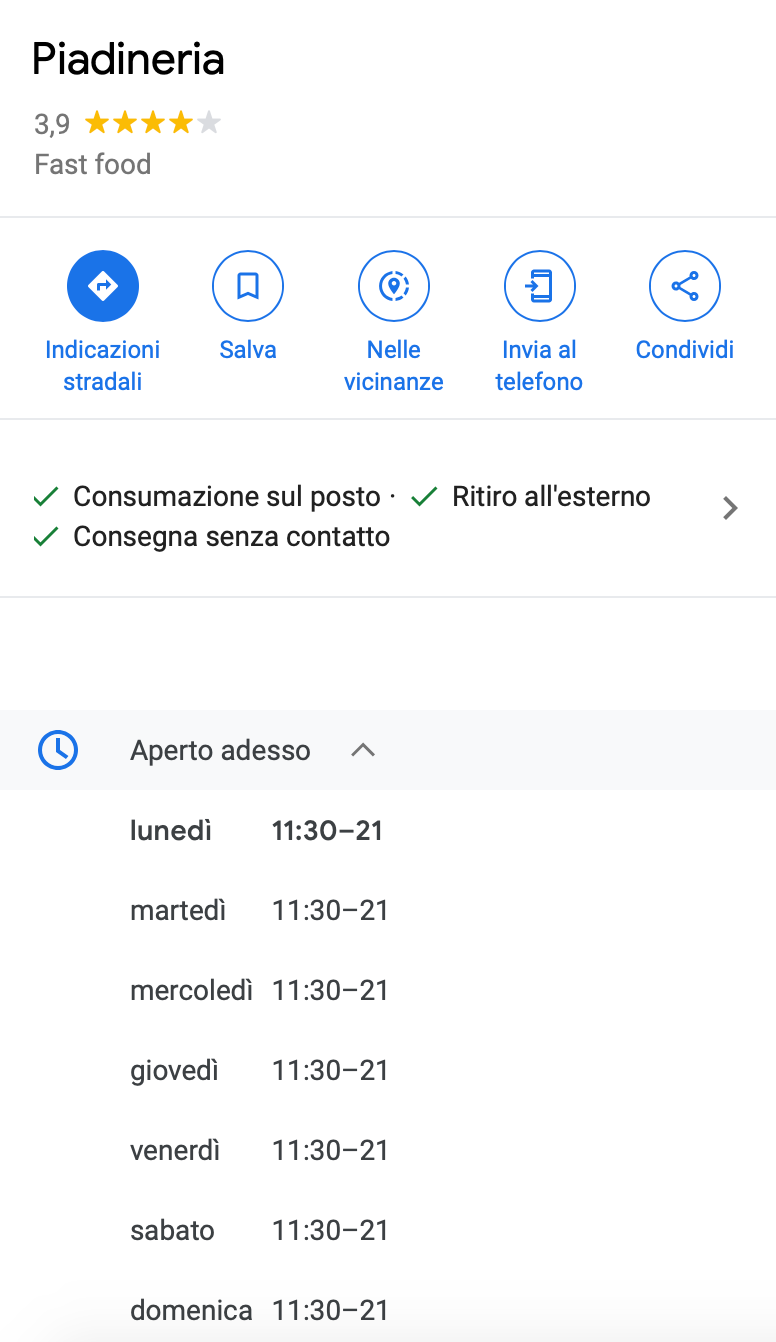 Piadineria
3,9
Fast food
Indicazioni stradali
Salva
Nelle vicinanze
Invia al telefono
Condividi
Consumazione sul posto · Ritiro all'esterno
Consegna senza contatto
Aperto adesso
lunedì 11:30–21
martedì 11:30–21
mercoledì 11:30–21
giovedì 11:30–21
venerdì 11:30–21
sabato 11:30–21
domenica 11:30–21